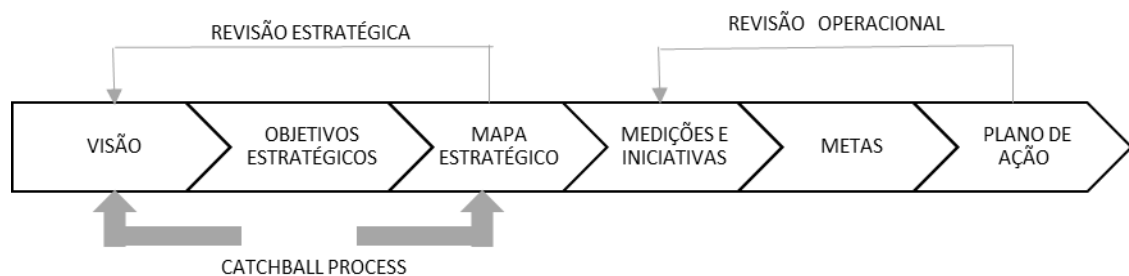 REVISÃO ESTRATÉGICA
REVISÃO OPERACIONAL
VISÃO
OBJETIVOS
ESTRATÉGICOS
MAPA
ESTRATÉGICO
MEDIÇÕES E
INICIATIVAS
METAS
PLANO DE
AÇÃO
CATCHBALL PROCESS